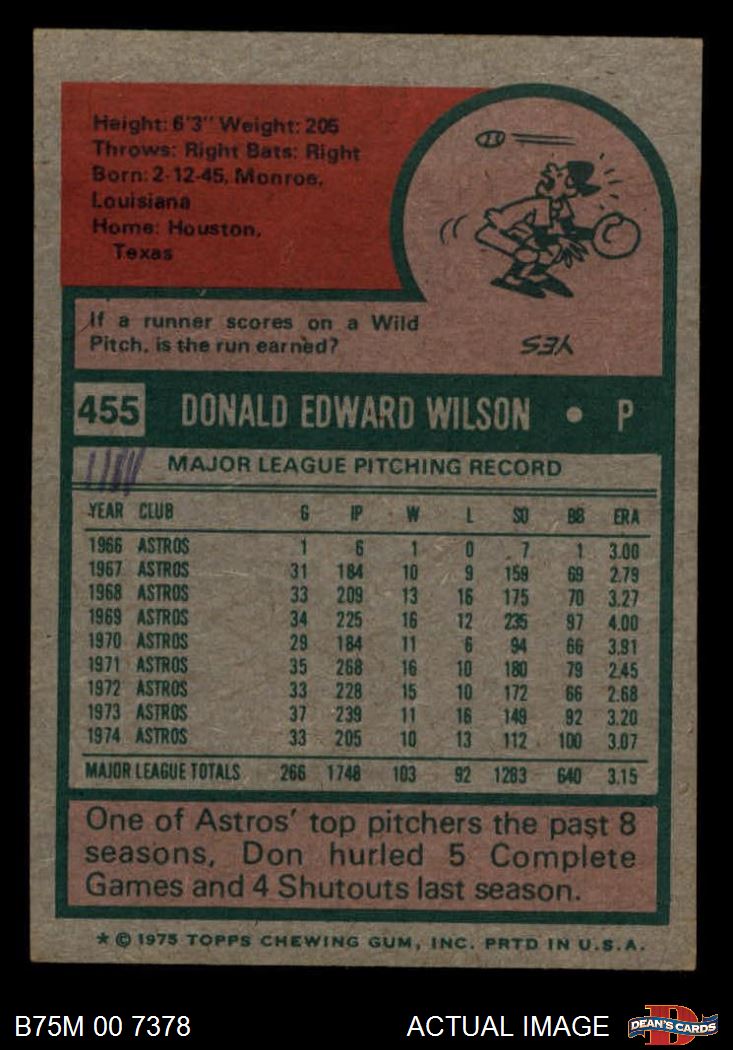 Height: 6'3" Weight: 205
Throws: Right Bats: Right
Born: 2-12-45, Monroe,
Louisiana
Home: Houston,
Texas
If a runner scores on a Wild
Pitch, is the run earned?
YES
455 DONALD EDWARD WILSON • P
MAJOR LEAGUE PITCHING RECORD
YEAR CLUB G IP W L SO BB ERA
1966 ASTROS 1 6 1 0 7 1 3.00
1967 ASTROS 31 184 10 9 159 69 2.79
1968 ASTROS 33 209 13 16 175 70 3.27
1969 ASTROS 34 225 16 12 235 97 4.00
1970 ASTROS 29 184 11 6 94 66 3.91
1971 ASTROS 35 268 16 10 180 79 2.45
1972 ASTROS 33 228 15 10 172 66 2.68
1973 ASTROS 37 239 11 16 149 92 3.20
1974 ASTROS 33 205 10 13 112 100 3.07
MAJOR LEAGUE TOTALS 266 1748 103 92 1283 640 3.15
One of Astros' top pitchers the past 8
seasons, Don hurled 5 Complete
Games and 4 Shutouts last season.
* © 1975 TOPPS CHEWING GUM, INC. PRTD IN U.S.A.
B75M 00 7378 ACTUAL IMAGE
D
DEAN'S CARDS